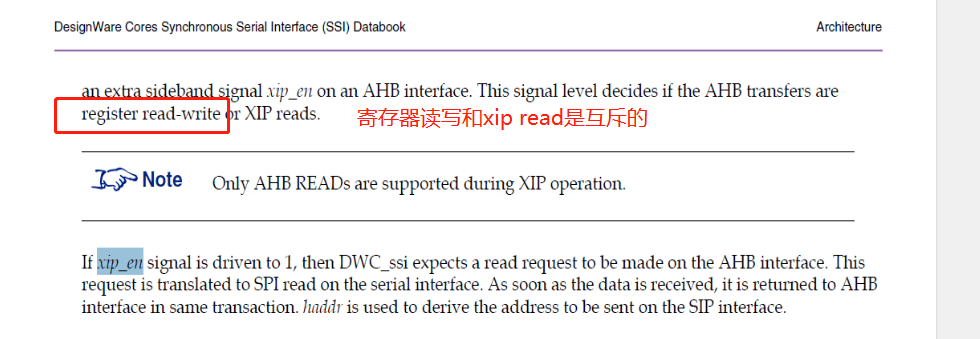 DesignWare Cores Synchronous Serial Interface (SSI) Databook Architecture
an extra sideband signal xip_en on an AHB interface. This signal level decides if the AHB transfers are
register read-write or XIP reads.
寄存器读写和xip read是互斥的
Note Only AHB READs are supported during XIP operation.
If xip_en signal is driven to 1, then DWC_ssi expects a read request to be made on the AHB interface. This
request is translated to SPI read on the serial interface. As soon as the data is received, it is returned to AHB
interface in same transaction. haddr is used to derive the address to be sent on the SIP interface.